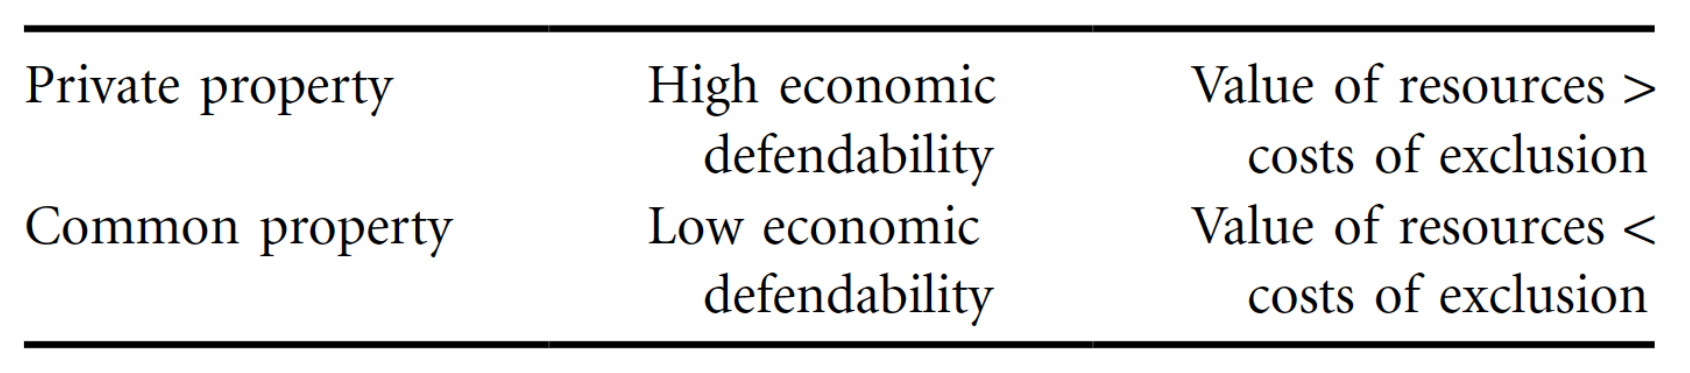 Private property High economic Value of resources >
defendability costs of exclusion
Common property Low economic Value of resources <
defendability costs of exclusion